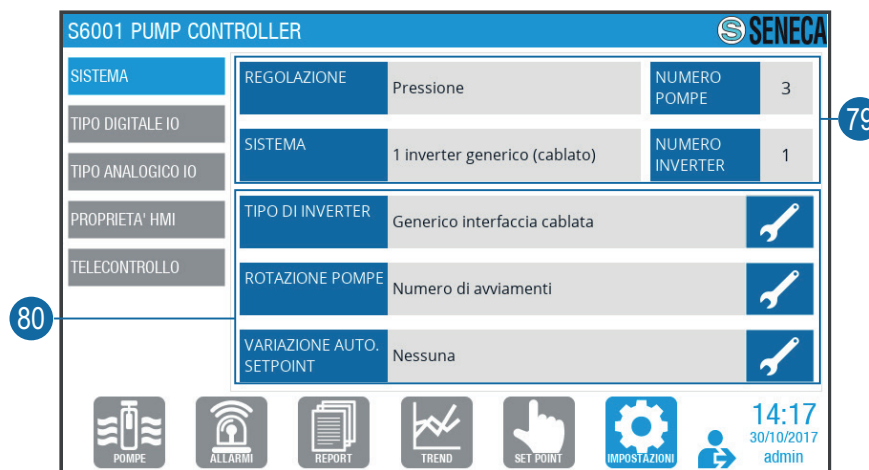 S6001 PUMP CONTROLLER
S SENECA
SISTEMA
TIPO DIGITALE IO
TIPO ANALOGICO IO
PROPRIETA' HMI
TELECONTROLLO
REGOLAZIONE
Pressione
NUMERO
POMPE
3
SISTEMA
1 inverter generico (cablato)
NUMERO
INVERTER
1
79
TIPO DI INVERTER
Generico interfaccia cablata
ROTAZIONE POMPE
Numero di avviamenti
VARIAZIONE AUTO.
SETPOINT
Nessuna
80
POMPE
ALLARMI
REPORT
TREND
SET POINT
IMPOSTAZIONI
14:17
30/10/2017
admin